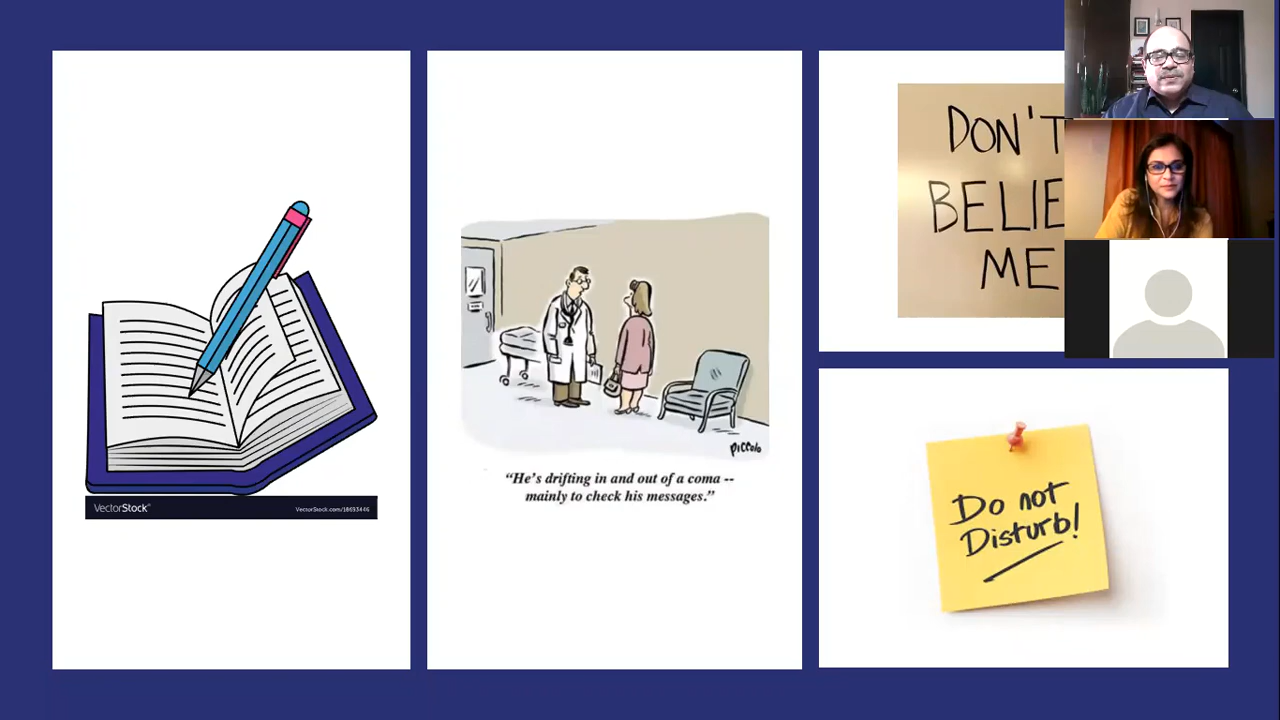 VectorStock®
VectorStock.com/18693446
Piccolo
"He's drifting in and out of a coma --
mainly to check his messages."
DON'T
BELIE
ME
Do not
Disturb!